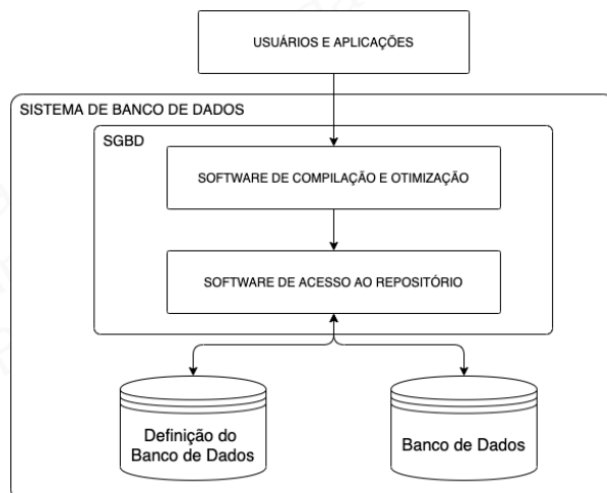 USUÁRIOS E APLICAÇÕES
SISTEMA DE BANCO DE DADOS
SGBD
SOFTWARE DE COMPILAÇÃO E OTIMIZAÇÃO
SOFTWARE DE ACESSO AO REPOSITÓRIO
Definição do
Banco de Dados
Banco de Dados